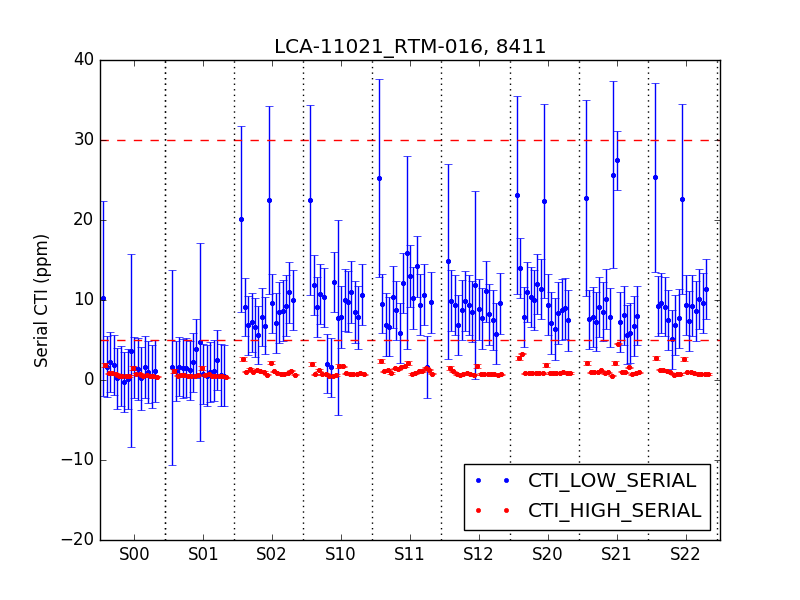 LCA-11021_RTM-016, 8411
Serial CTI (ppm)
40
30
20
10
0
−10
−20
CTI_LOW_SERIAL
CTI_HIGH_SERIAL
S00 S01 S02 S10 S11 S12 S20 S21 S22